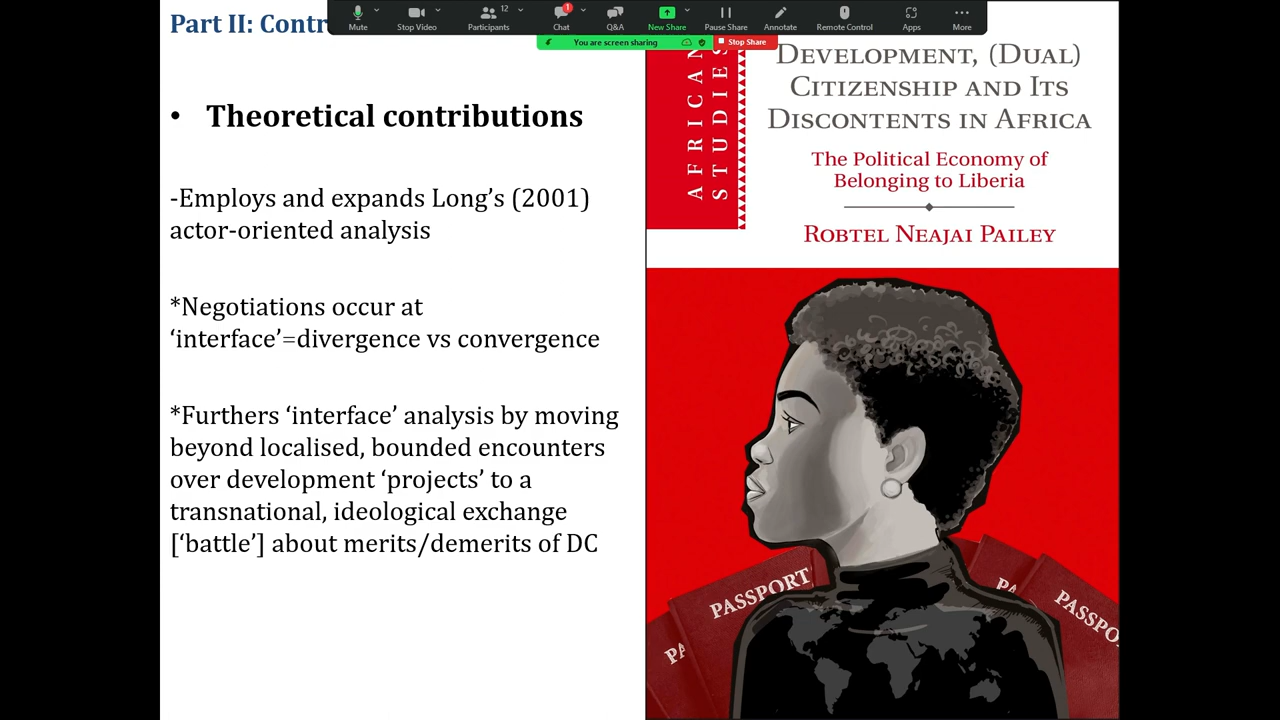 Part II: Contr
Mute
Stop Video
Participants
12
Chat
1
Q&A
New Share
Pause Share
Annotate
Remote Control
Apps
More
You are screen sharing
Stop Share
• Theoretical contributions
-Employs and expands Long’s (2001)
actor-oriented analysis
*Negotiations occur at
‘interface’=divergence vs convergence
*Furthers ‘interface’ analysis by moving
beyond localised, bounded encounters
over development ‘projects’ to a
transnational, ideological exchange
[‘battle’] about merits/demerits of DC
AFRICAN
STUDIES
DEVELOPMENT, (DUAL)
CITIZENSHIP AND ITS
DISCONTENTS IN AFRICA
The Political Economy of
Belonging to Liberia
ROBTEL NEAJAI PAILEY
PA
PASSPORT
PA
PASSPO